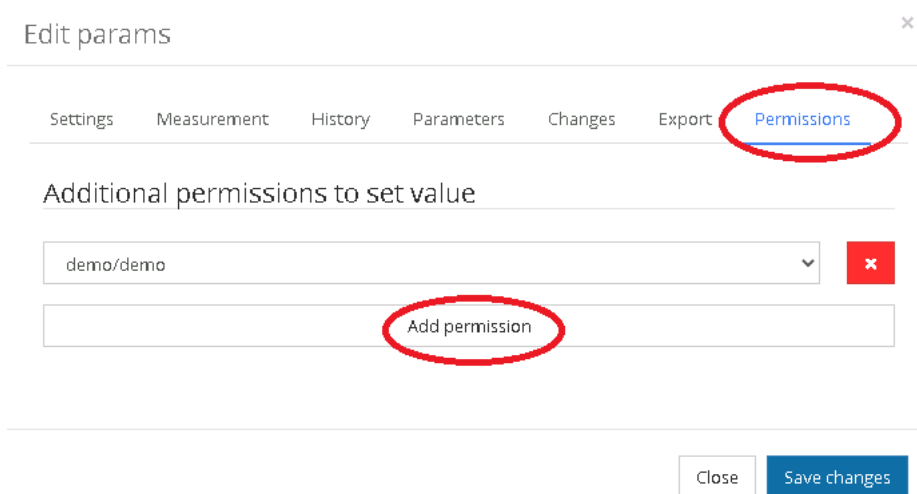 Edit params
×
Settings Measurement History Parameters Changes Export Permissions
Additional permissions to set value
demo/demo
Add permission
Close Save changes